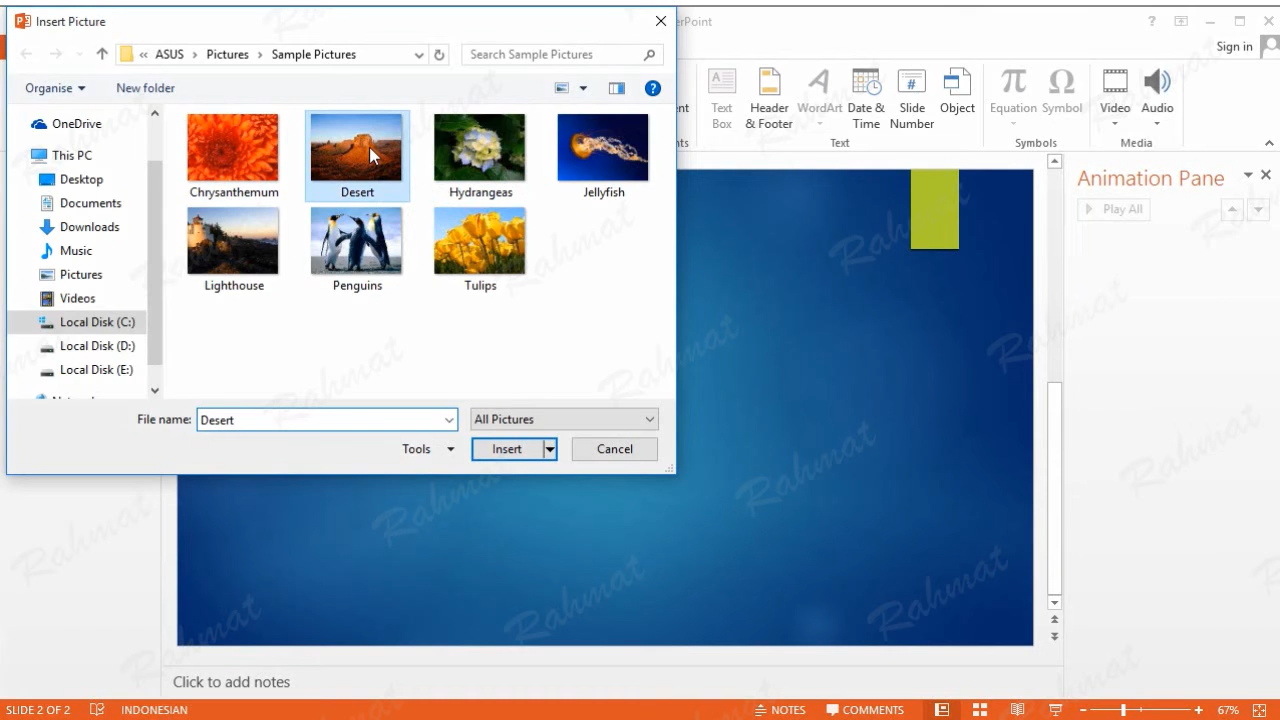 Insert Picture
rPoint
« ASUS › Pictures › Sample Pictures
Search Sample Pictures
Sign in
Organise
New folder
OneDrive
This PC
Desktop
Documents
Downloads
Music
Pictures
Videos
Local Disk (C:)
Local Disk (D:)
Local Disk (E:)
Chrysanthemum
Desert
Hydrangeas
Jellyfish
Lighthouse
Penguins
Tulips
File name:
Desert
All Pictures
Tools
Insert
Cancel
ent
Text
Box
Header
& Footer
WordArt
Date &
Time
Slide
Number
Object
Equation
Symbol
Video
Audio
nts
Text
Symbols
Media
Animation Pane
Play All
Click to add notes
SLIDE 2 OF 2
INDONESIAN
NOTES
COMMENTS
67%
Rahmat